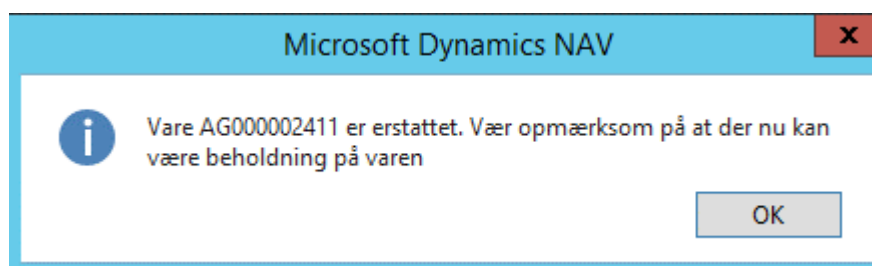 Microsoft Dynamics NAV
x
Vare AG000002411 er erstattet. Vær opmærksom på at der nu kan
være beholdning på varen
OK